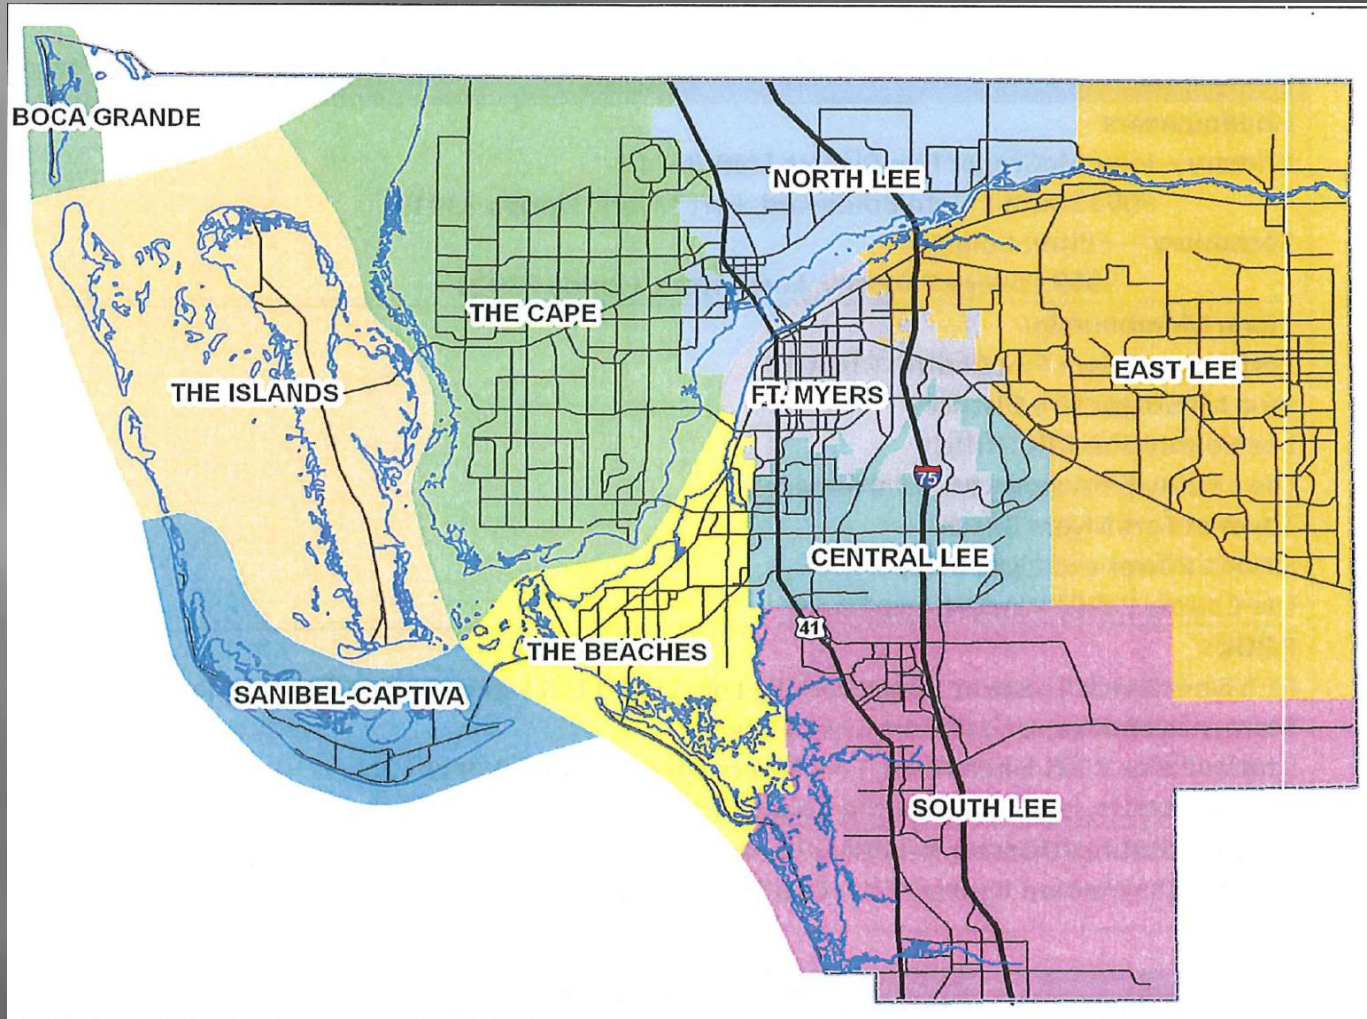 BOCA GRANDE
NORTH LEE
THE CAPE
EAST LEE
THE ISLANDS
FT. MYERS
75
CENTRAL LEE
41
THE BEACHES
SANIBEL-CAPTIVA
SOUTH LEE